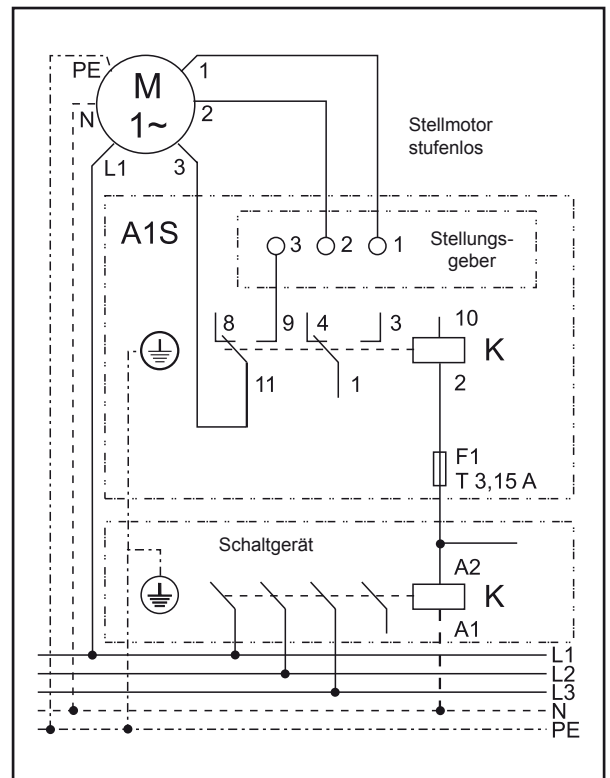 PE
1
M
1~
N
2
L1
3
Stellmotor
stufenlos
A1S
3
2
1
Stellungs-
geber
8
9
4
3
10
K
11
1
2
F1
T 3,15 A
Schaltgerät
A2
K
A1
L1
L2
L3
N
PE